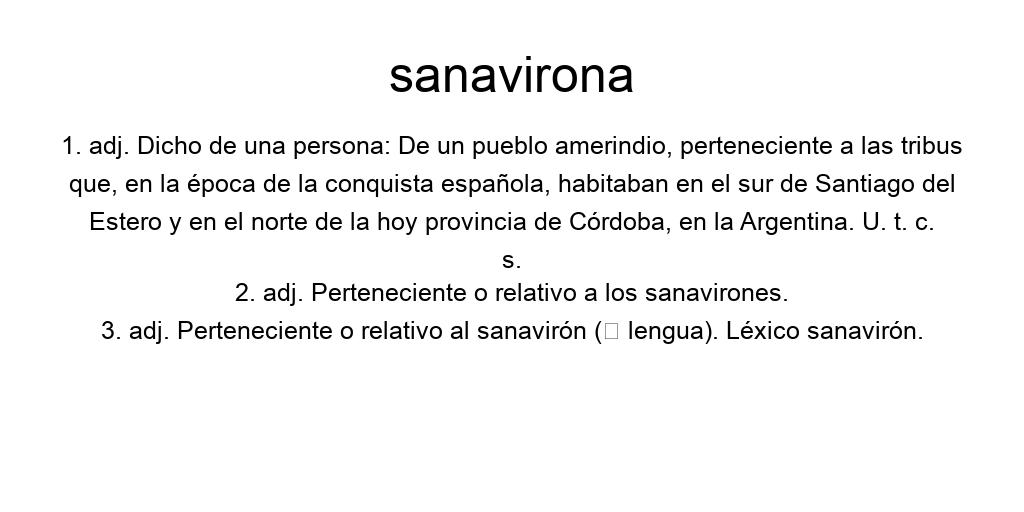 sanavirona
1. adj. Dicho de una persona: De un pueblo amerindio, perteneciente a las tribus
que, en la época de la conquista española, habitaban en el sur de Santiago del
Estero y en el norte de la hoy provincia de Córdoba, en la Argentina. U. t. c.
s.
2. adj. Perteneciente o relativo a los sanavirones.
3. adj. Perteneciente o relativo al sanavirón (□ lengua). Léxico sanavirón.